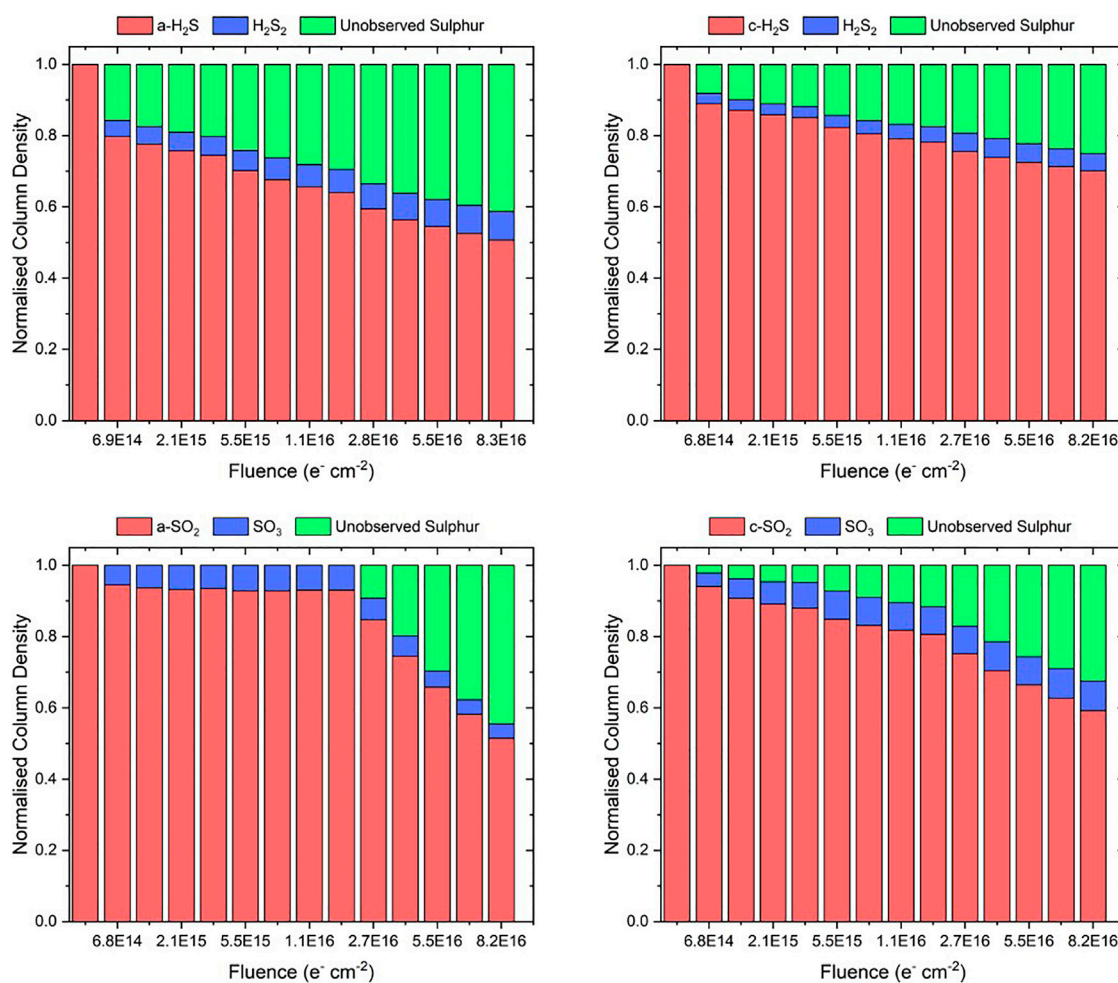 a-H₂S H₂S₂ Unobserved Sulphur
1.0
0.8
0.6
0.4
0.2
0.0
Normalised Column Density
6.9E14 2.1E15 5.5E15 1.1E16 2.8E16 5.5E16 8.3E16
Fluence (e⁻ cm⁻²)
c-H₂S H₂S₂ Unobserved Sulphur
1.0
0.8
0.6
0.4
0.2
0.0
Normalised Column Density
6.8E14 2.1E15 5.5E15 1.1E16 2.7E16 5.5E16 8.2E16
Fluence (e⁻ cm⁻²)
a-SO₂ SO₃ Unobserved Sulphur
1.0
0.8
0.6
0.4
0.2
0.0
Normalised Column Density
6.8E14 2.1E15 5.5E15 1.1E16 2.7E16 5.5E16 8.2E16
Fluence (e⁻ cm⁻²)
c-SO₂ SO₃ Unobserved Sulphur
1.0
0.8
0.6
0.4
0.2
0.0
Normalised Column Density
6.8E14 2.1E15 5.5E15 1.1E16 2.7E16 5.5E16 8.2E16
Fluence (e⁻ cm⁻²)